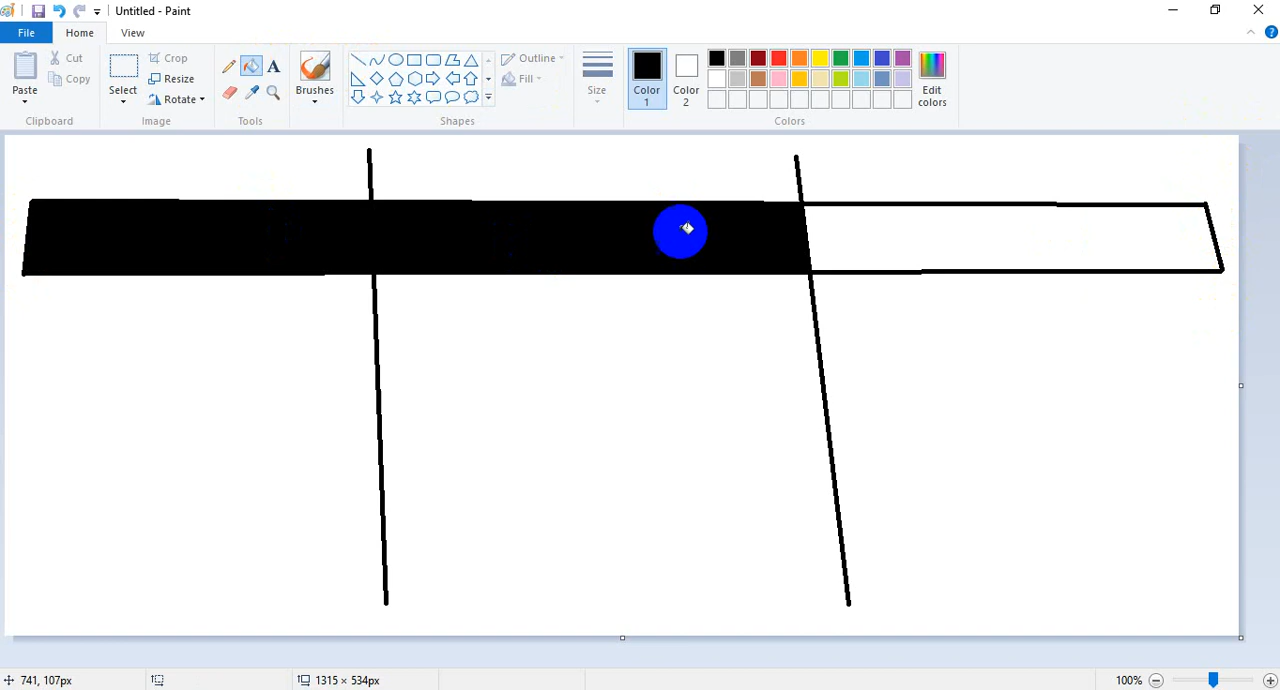 Untitled - Paint
File
Home
View
Paste
Cut
Copy
Clipboard
Select
Crop
Resize
Rotate
Image
A
Tools
Brushes
Outline
Fill
Shapes
Size
Color 1
Color 2
Edit colors
Colors
741, 107px
1315 × 534px
100%